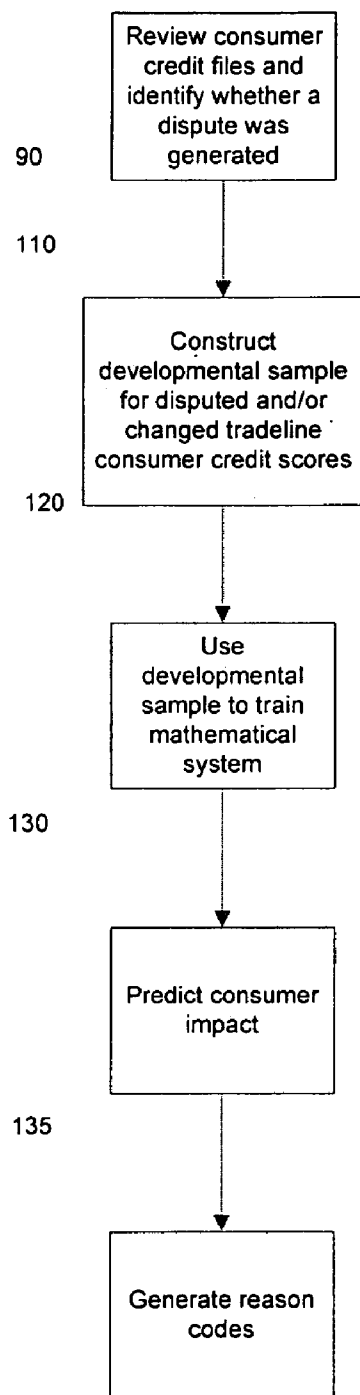 Review consumer
credit files and
identify whether a
dispute was
generated
90
110
Construct
developmental sample
for disputed and/or
changed tradeline
consumer credit scores
120
Use
developmental
sample to train
mathematical
system
130
Predict consumer
impact
135
Generate reason
codes